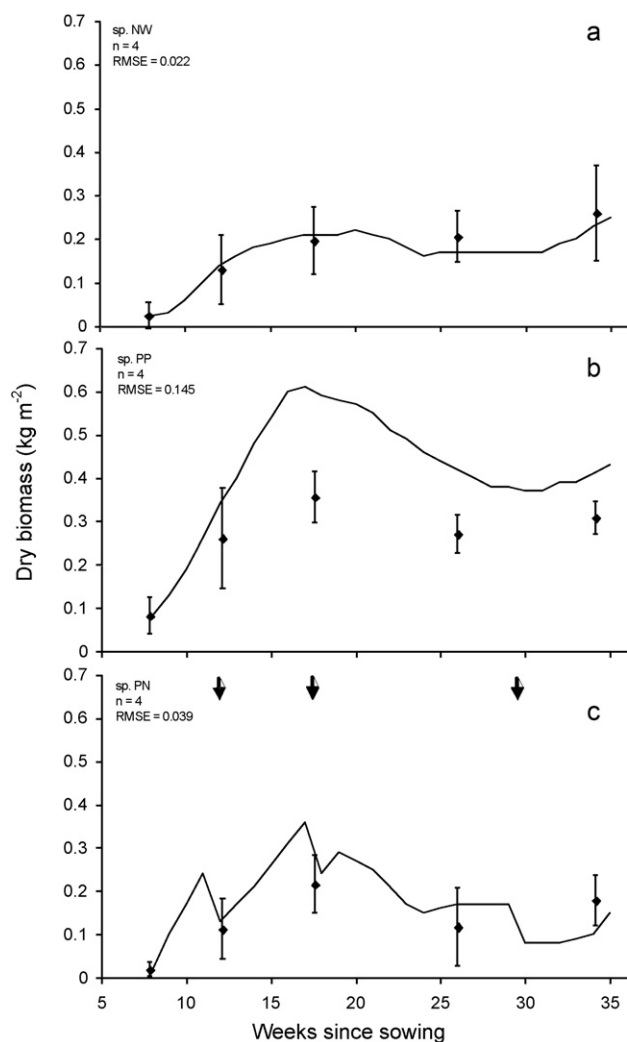 sp. NW
n = 4
RMSE = 0.022
a
0.7
0.6
0.5
0.4
0.3
0.2
0.1
0
sp. PP
n = 4
RMSE = 0.145
b
0.7
0.6
0.5
0.4
0.3
0.2
0.1
0
Dry biomass (kg m-2)
sp. PN
n = 4
RMSE = 0.039
c
0.7
0.6
0.5
0.4
0.3
0.2
0.1
0
5 10 15 20 25 30 35
Weeks since sowing